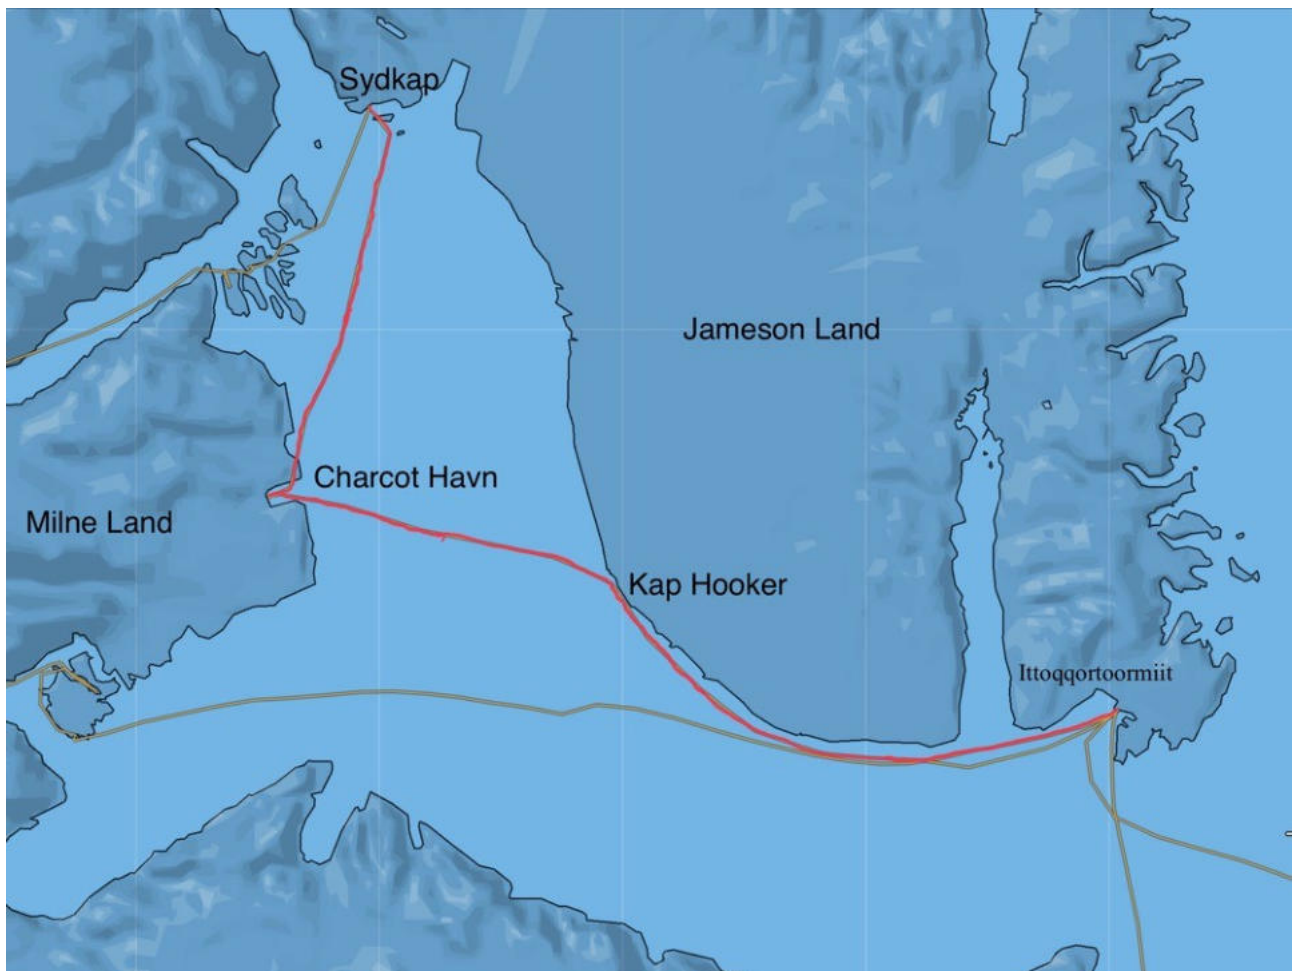 Sydkap
Jameson Land
Charcot Havn
Milne Land
Kap Hooker
Ittoqqortoormiit